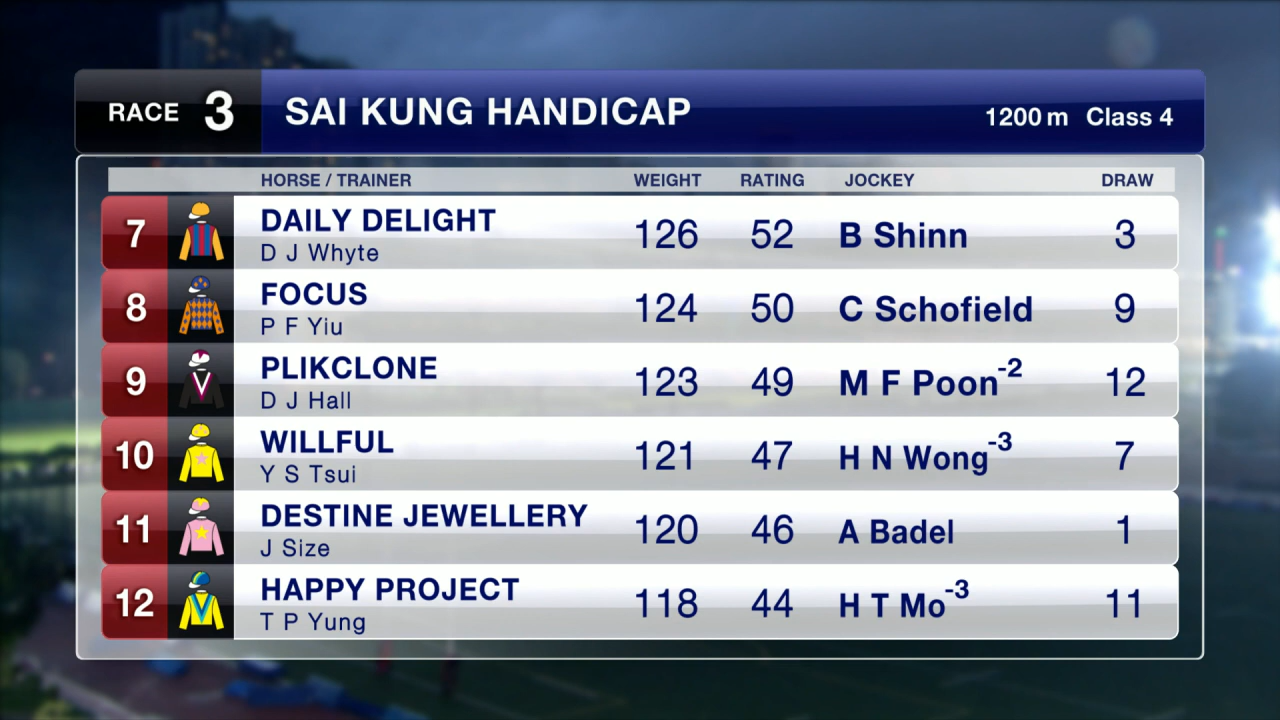 RACE 3 SAI KUNG HANDICAP 1200 m Class 4
HORSE / TRAINER WEIGHT RATING JOCKEY DRAW
7 DAILY DELIGHT 126 52 B Shinn 3
D J Whyte
8 FOCUS 124 50 C Schofield 9
P F Yiu
9 PLIKCLONE 123 49 M F Poon-2 12
D J Hall
10 WILLFUL 121 47 H N Wong-3 7
Y S Tsui
11 DESTINE JEWELLERY 120 46 A Badel 1
J Size
12 HAPPY PROJECT 118 44 H T Mo-3 11
T P Yung